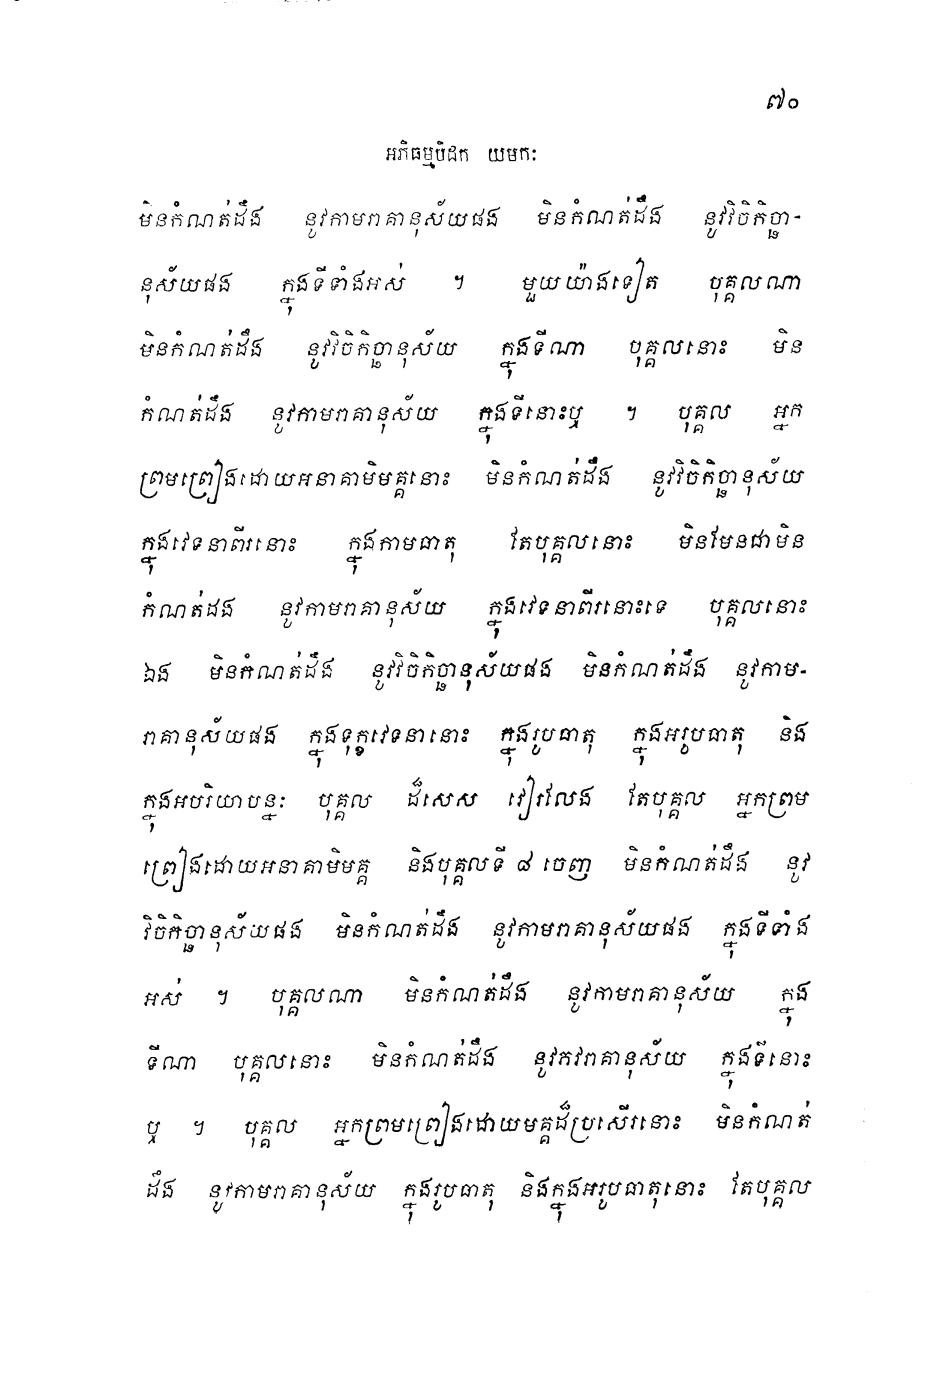 ៧០
អភិធម្មបិដក យមកៈ
មិនកំណត់ដឹង នូវកាមរាគានុស័យផង មិនកំណត់ដឹង នូវវិចិកិច្ឆា-
នុស័យផង ក្នុងទីទាំងអស់ ។ មួយយ៉ាងទៀត បុគ្គលណា
មិនកំណត់ដឹង នូវវិចិកិច្ឆានុស័យ ក្នុងទីណា បុគ្គលនោះ មិន
កំណត់ដឹង នូវកាមរាគានុស័យ ក្នុងទីនោះឬ ។ បុគ្គល អ្នក
ព្រមព្រៀងដោយអនាគាមិមគ្គនោះ មិនកំណត់ដឹង នូវវិចិកិច្ឆានុស័យ
ក្នុងវេទនាពីរនោះ ក្នុងកាមធាតុ តែបុគ្គលនោះ មិនមែនជាមិន
កំណត់ដង នូវកាមរាគានុស័យ ក្នុងវេទនាពីរនោះទេ បុគ្គលនោះ
ឯង មិនកំណត់ដឹង នូវវិចិកិច្ឆានុស័យផង មិនកំណត់ដឹង នូវកាម-
រាគានុស័យផង ក្នុងទុក្ខវេទនានោះ ក្នុងរូបធាតុ ក្នុងអរូបធាតុ និង
ក្នុងអបរិយាបន្នៈ បុគ្គល ដ៏សេស វៀរលែង តែបុគ្គល អ្នកព្រម
ព្រៀងដោយអនាគាមិមគ្គ និងបុគ្គលទី ៨ ចេញ មិនកំណត់ដឹង នូវ
វិចិកិច្ឆានុស័យផង មិនកំណត់ដឹង នូវកាមរាគានុស័យផង ក្នុងទីទាំង
អស់ ។ បុគ្គលណា មិនកំណត់ដឹង នូវកាមរាគានុស័យ ក្នុង
ទីណា បុគ្គលនោះ មិនកំណត់ដឹង នូវភវរាគានុស័យ ក្នុងទីនោះ
ឬ ។ បុគ្គល អ្នកព្រមព្រៀងដោយមគ្គដ៏ប្រសើរនោះ មិនកំណត់
ដឹង នូវកាមរាគានុស័យ ក្នុងរូបធាតុ និងក្នុងអរូបធាតុនោះ តែបុគ្គល